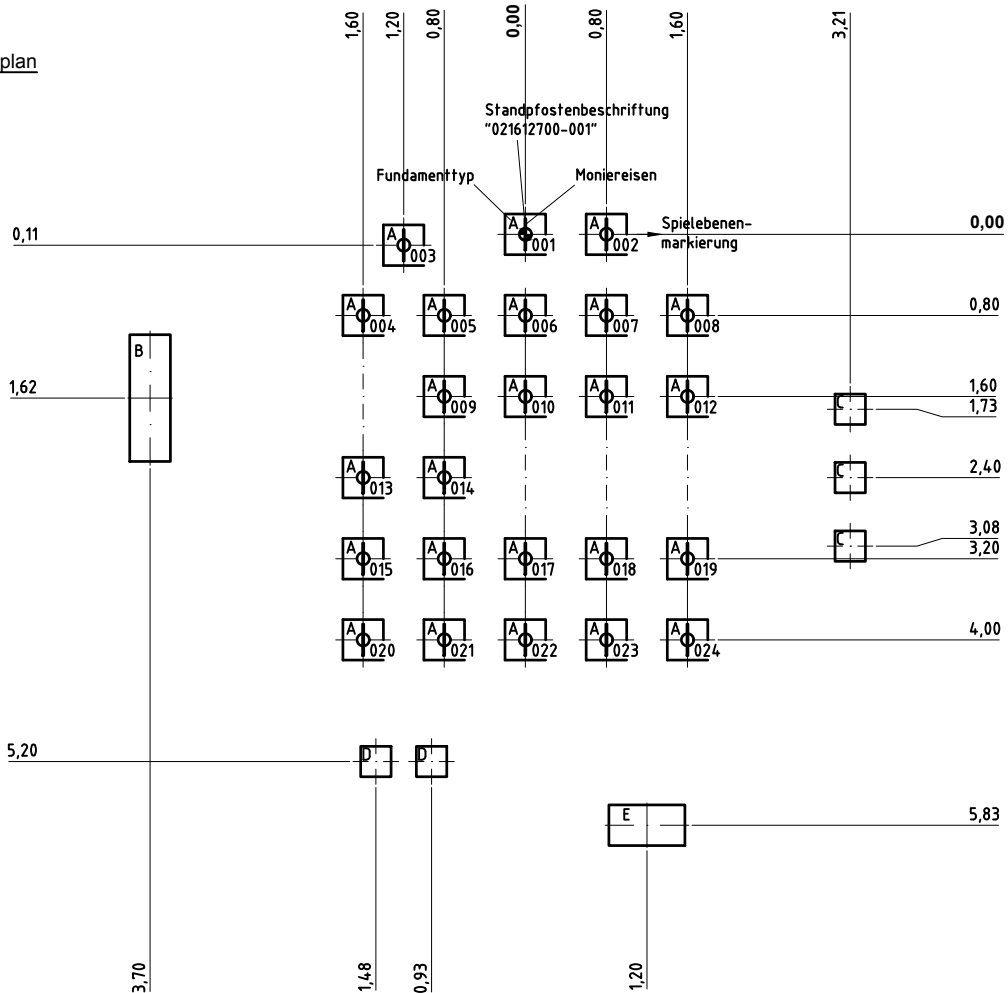 1,60
1,20
0,80
0,00
0,80
1,60
3,21
plan
Standpfostenbeschriftung
"021612700-001"
Fundamenttyp
Moniereisen
0,11
A
003
A
001
A
002
Spielebenen-
markierung
0,00
A
004
A
005
A
006
A
007
A
008
0,80
B
1,62
A
009
A
010
A
011
A
012
1,60
C
1,73
A
013
A
014
C
2,40
C
3,08
A
015
A
016
A
017
A
018
A
019
3,20
A
020
A
021
A
022
A
023
A
024
4,00
5,20
D
D
E
5,83
3,70
1,48
0,93
1,20